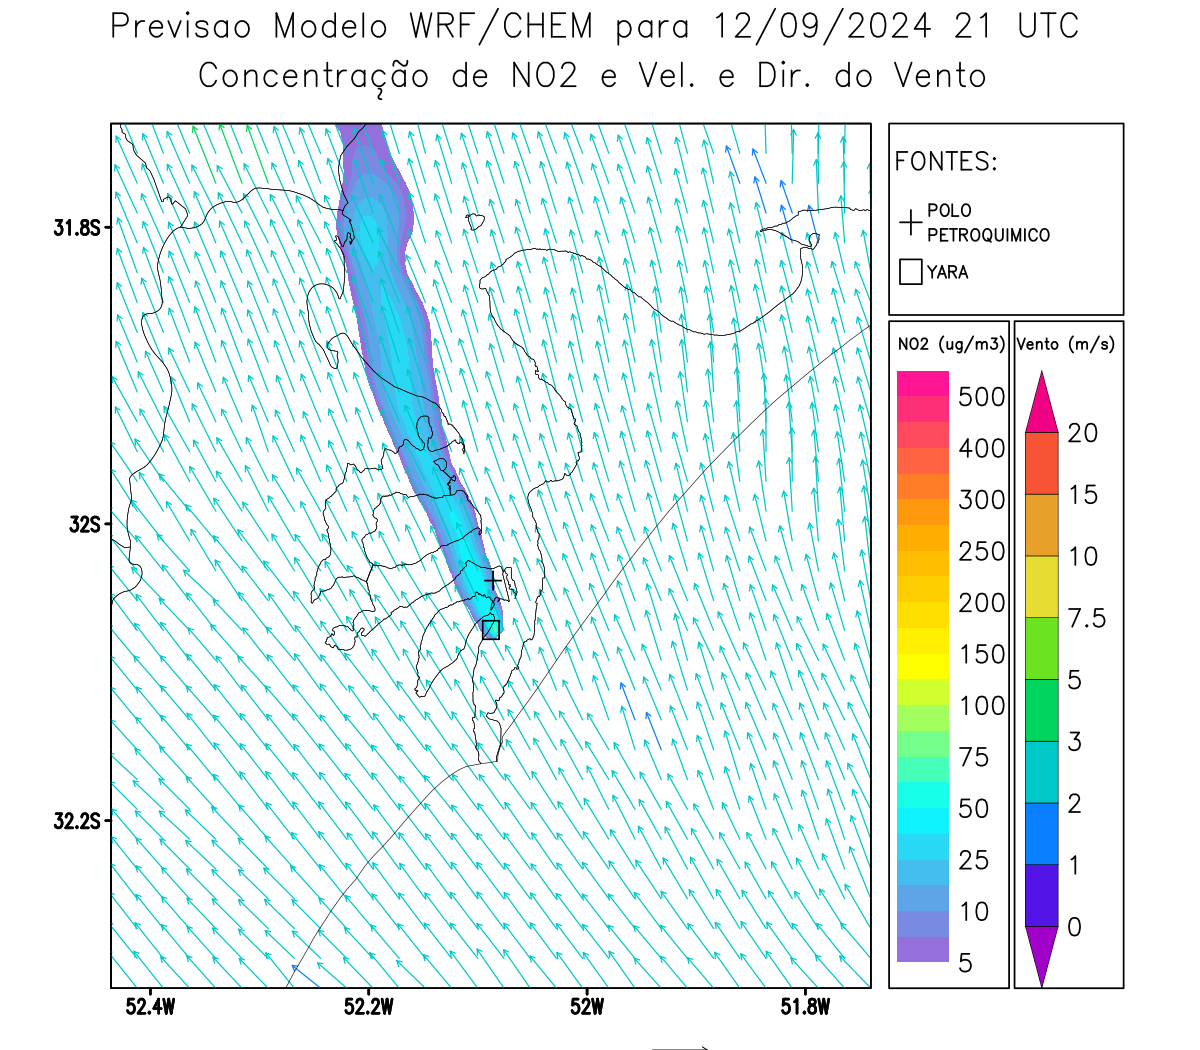 Previsao Modelo WRF/CHEM para 12/09/2024 21 UTC
Concentração de NO2 e Vel. e Dir. do Vento
FONTES:
POLO
PETROQUIMICO
YARA
NO2 (ug/m3)
500
400
300
250
200
150
100
75
50
25
10
5
Vento (m/s)
20
15
10
7.5
5
3
2
1
0
31.8S
32S
32.2S
52.4W
52.2W
52W
51.8W